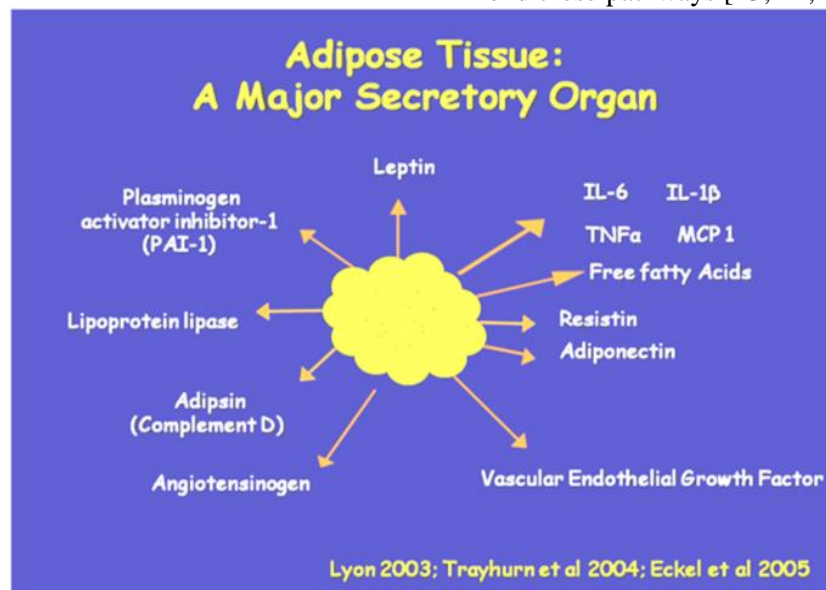 Adipose Tissue:
A Major Secretory Organ
Leptin
Plasminogen
activator inhibitor-1
(PAI-1)
IL-6 IL-1β
TNFα MCP 1
Free fatty Acids
Lipoprotein lipase
Resistin
Adiponectin
Adipsin
(Complement D)
Angiotensinogen
Vascular Endothelial Growth Factor
Lyon 2003; Trayhurn et al 2004; Eckel et al 2005